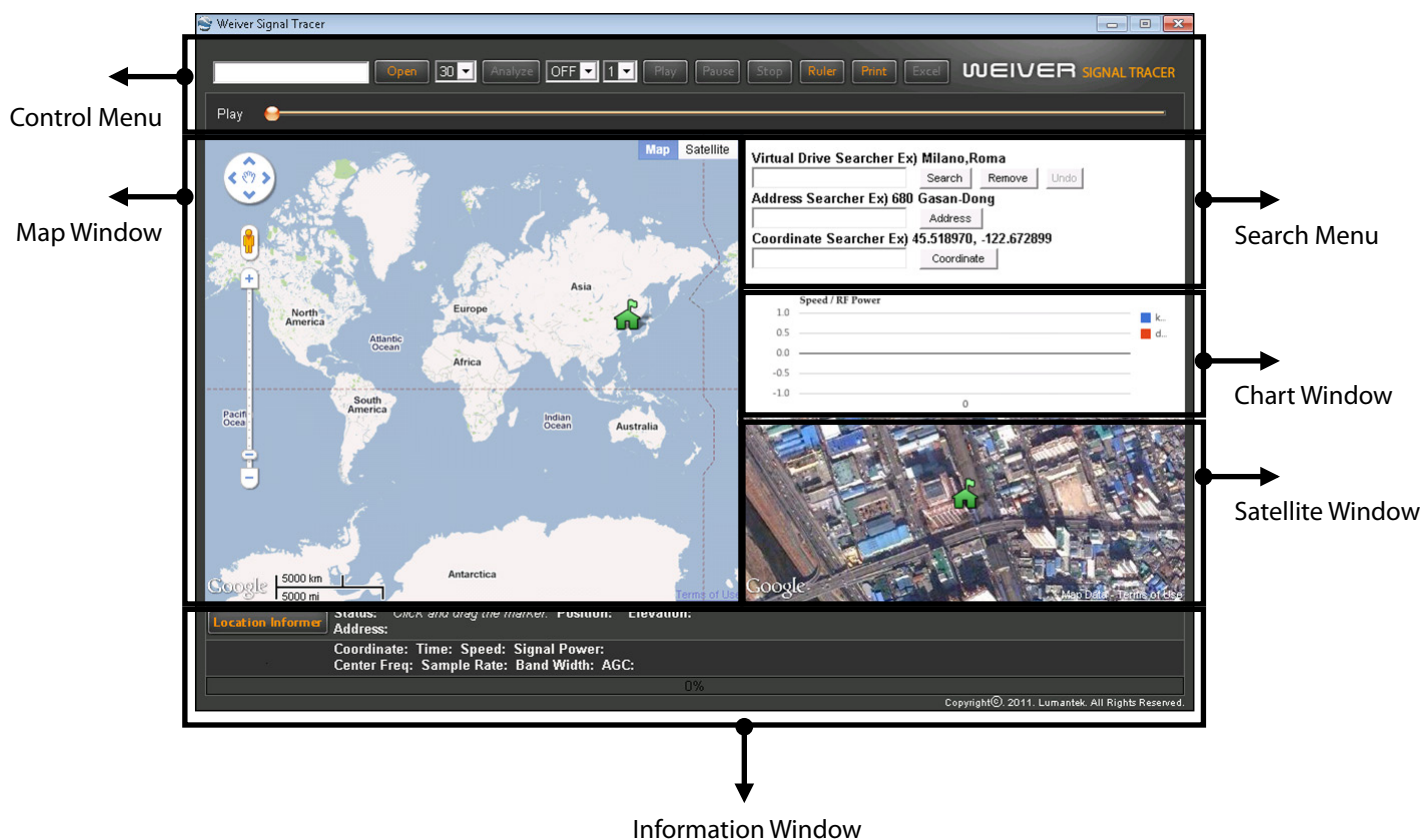 Weiver Signal Tracer
Open 30 Analyze OFF 1 Play Pause Stop Ruler Print Excel WEIVER SIGNAL TRACER
Play
Control Menu
Map Window
Map Satellite
North America
Atlantic Ocean
Europe
Asia
Africa
South America
Pacific Ocean
Indian Ocean
Australia
Antarctica
Google
5000 km
5000 mi
Terms of Use
Virtual Drive Searcher Ex) Milano,Roma
Search Remove Undo
Address Searcher Ex) 680 Gasan-Dong
Address
Coordinate Searcher Ex) 45.518970, -122.672899
Coordinate
Search Menu
Speed / RF Power
1.0
0.5
0.0
-0.5
-1.0
0
k...
d...
Chart Window
Google
Map Data - Terms of Use
Satellite Window
Location Informer
Status: Click and drag the marker. Position: Elevation:
Address:
Coordinate: Time: Speed: Signal Power:
Center Freq: Sample Rate: Band Width: AGC:
0%
Copyright©. 2011. Lumantek. All Rights Reserved.
Information Window